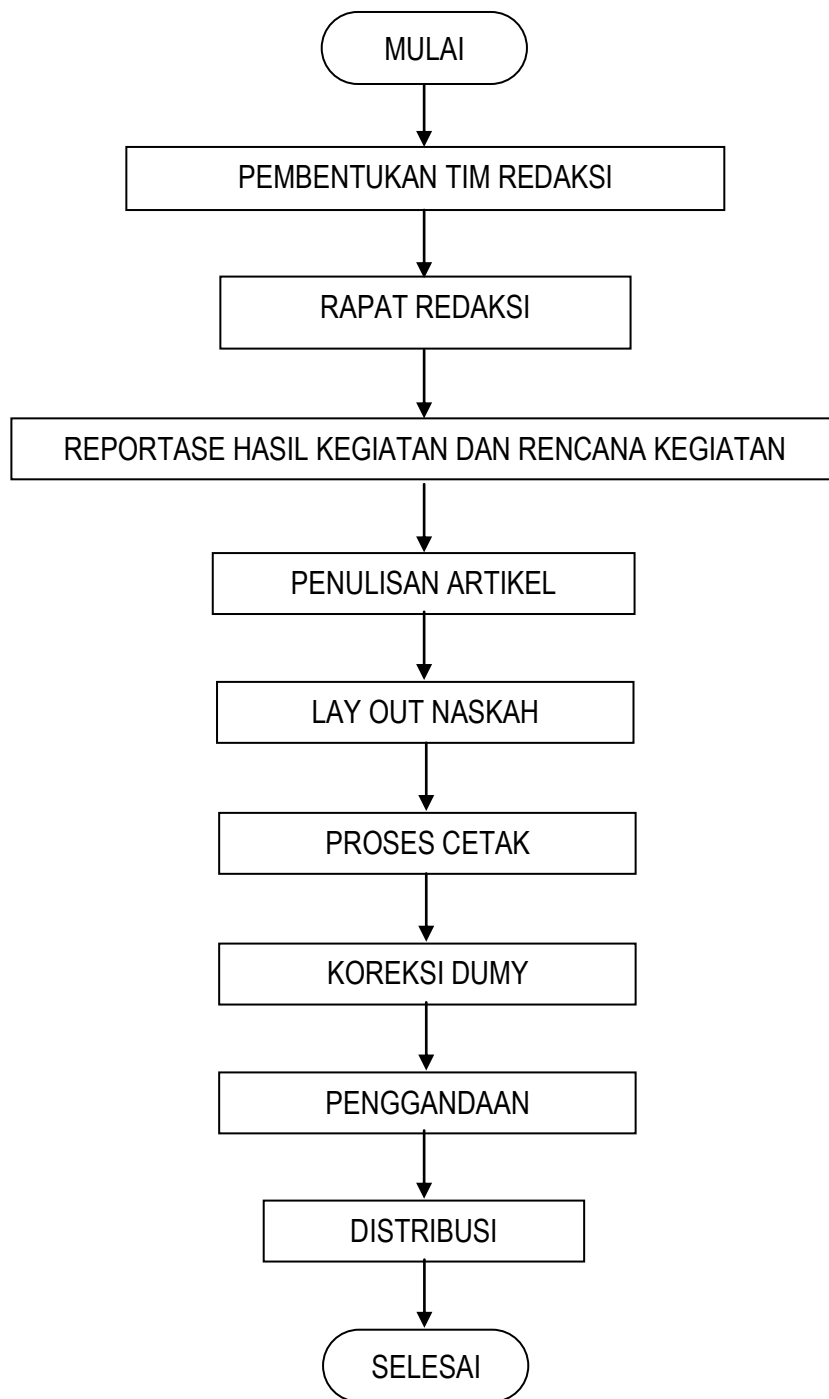 MULAI
PEMBENTUKAN TIM REDAKSI
RAPAT REDAKSI
REPORTASE HASIL KEGIATAN DAN RENCANA KEGIATAN
PENULISAN ARTIKEL
LAY OUT NASKAH
PROSES CETAK
KOREKSI DUMY
PENGGANDAAN
DISTRIBUSI
SELESAI